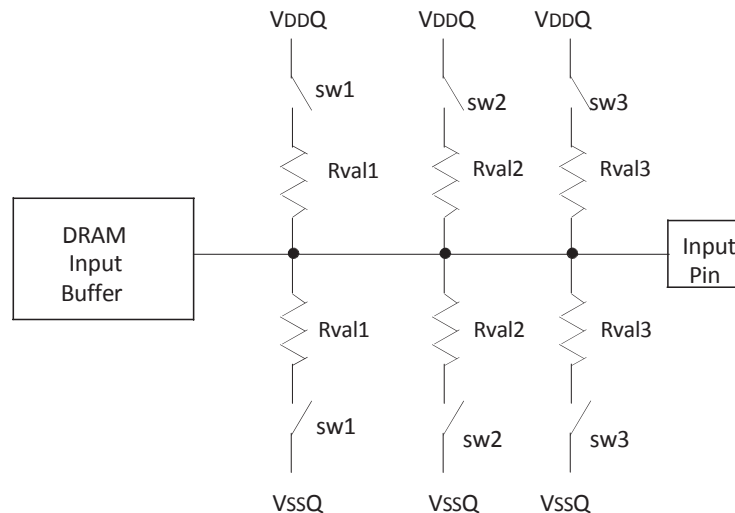 VDDQ VDDQ VDDQ
sw1 sw2 sw3
Rval1 Rval2 Rval3
DRAM
Input
Buffer
Input
Pin
Rval1 Rval2 Rval3
sw1 sw2 sw3
VSSQ VSSQ VSSQ